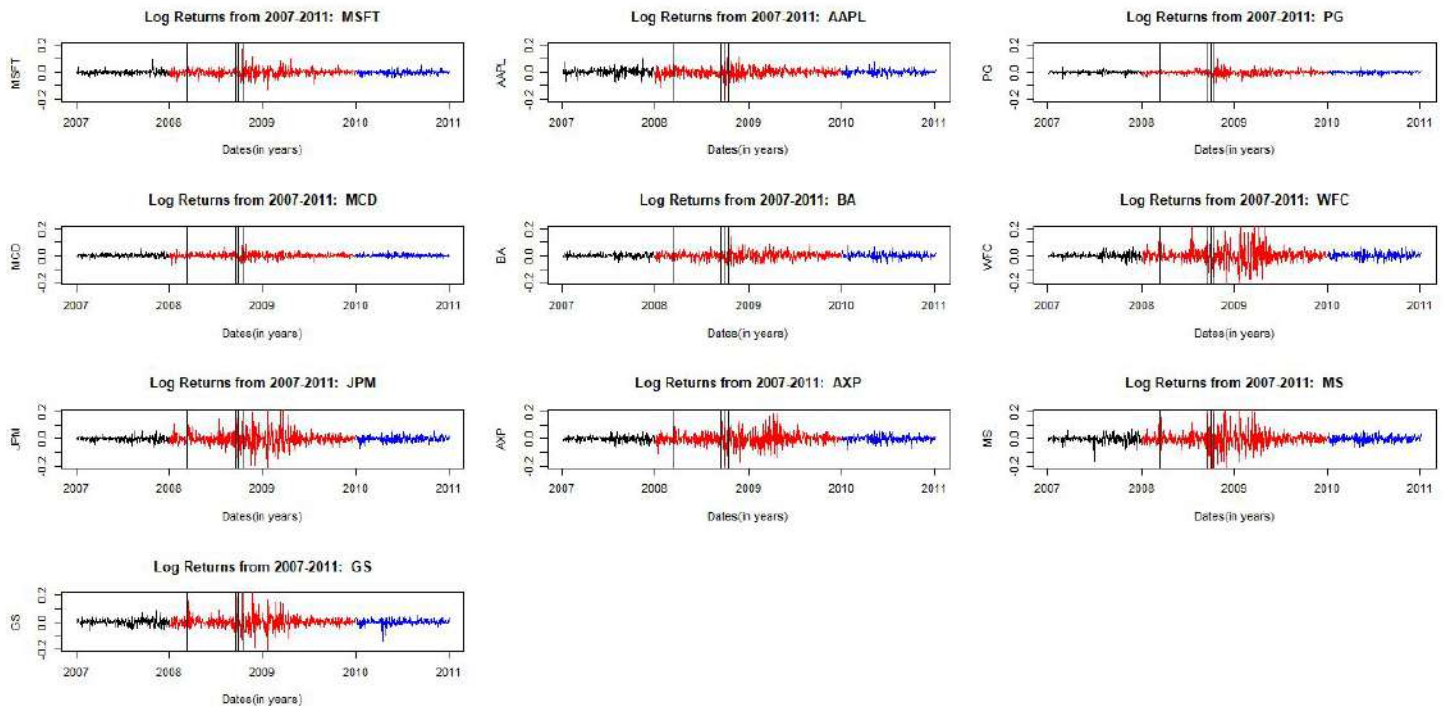 Log Returns from 2007-2011: MSFT
MSFT
0.2
0.0
-0.2
2007 2008 2009 2010 2011
Dates(in years)
Log Returns from 2007-2011: AAPL
AAPL
0.2
0.0
-0.2
2007 2008 2009 2010 2011
Dates(in years)
Log Returns from 2007-2011: PG
PG
0.2
0.0
-0.2
2007 2008 2009 2010 2011
Dates(in years)
Log Returns from 2007-2011: MCD
MCD
0.2
0.0
-0.2
2007 2008 2009 2010 2011
Dates(in years)
Log Returns from 2007-2011: BA
BA
0.2
0.0
-0.2
2007 2008 2009 2010 2011
Dates(in years)
Log Returns from 2007-2011: WFC
WFC
0.2
0.0
-0.2
2007 2008 2009 2010 2011
Dates(in years)
Log Returns from 2007-2011: JPM
JPM
0.2
0.0
-0.2
2007 2008 2009 2010 2011
Dates(in years)
Log Returns from 2007-2011: AXP
AXP
0.2
0.0
-0.2
2007 2008 2009 2010 2011
Dates(in years)
Log Returns from 2007-2011: MS
MS
0.2
0.0
-0.2
2007 2008 2009 2010 2011
Dates(in years)
Log Returns from 2007-2011: GS
GS
0.2
0.0
-0.2
2007 2008 2009 2010 2011
Dates(in years)